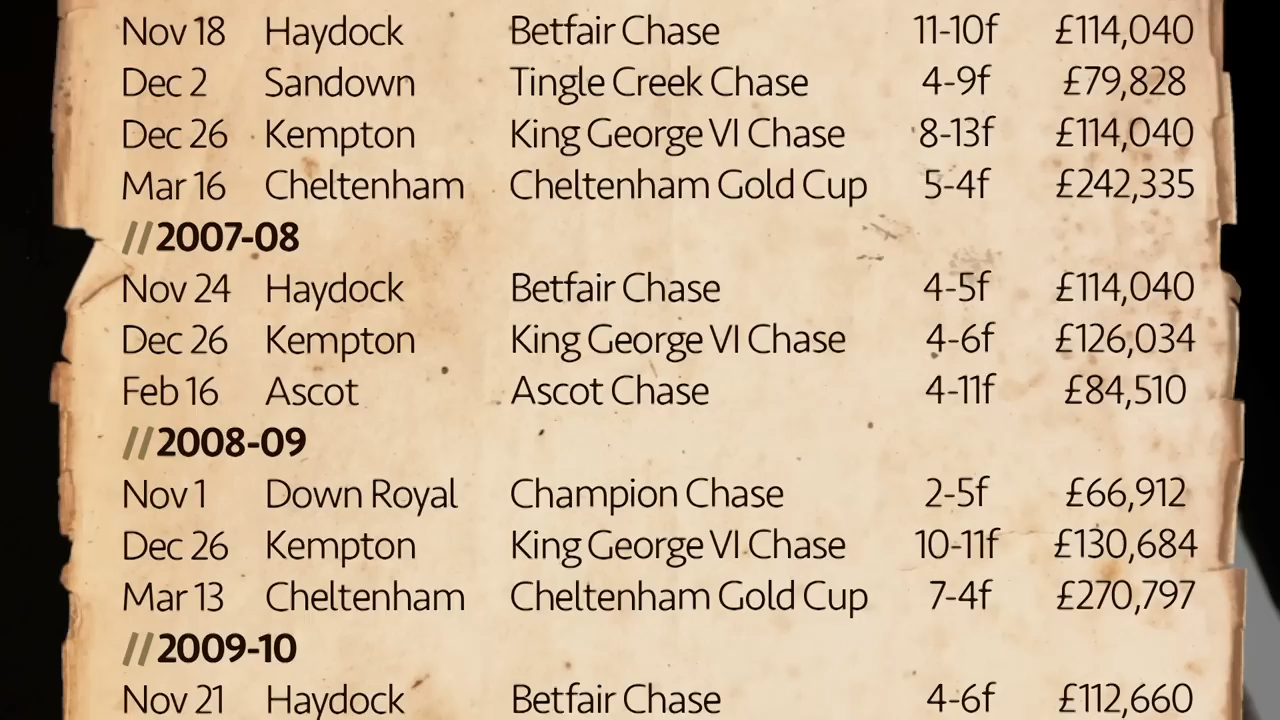 Nov 18 Haydock Betfair Chase 11-10f £114,040
Dec 2 Sandown Tingle Creek Chase 4-9f £79,828
Dec 26 Kempton King George VI Chase 8-13f £114,040
Mar 16 Cheltenham Cheltenham Gold Cup 5-4f £242,335
//2007-08
Nov 24 Haydock Betfair Chase 4-5f £114,040
Dec 26 Kempton King George VI Chase 4-6f £126,034
Feb 16 Ascot Ascot Chase 4-11f £84,510
//2008-09
Nov 1 Down Royal Champion Chase 2-5f £66,912
Dec 26 Kempton King George VI Chase 10-11f £130,684
Mar 13 Cheltenham Cheltenham Gold Cup 7-4f £270,797
//2009-10
Nov 21 Haydock Betfair Chase 4-6f £112,660